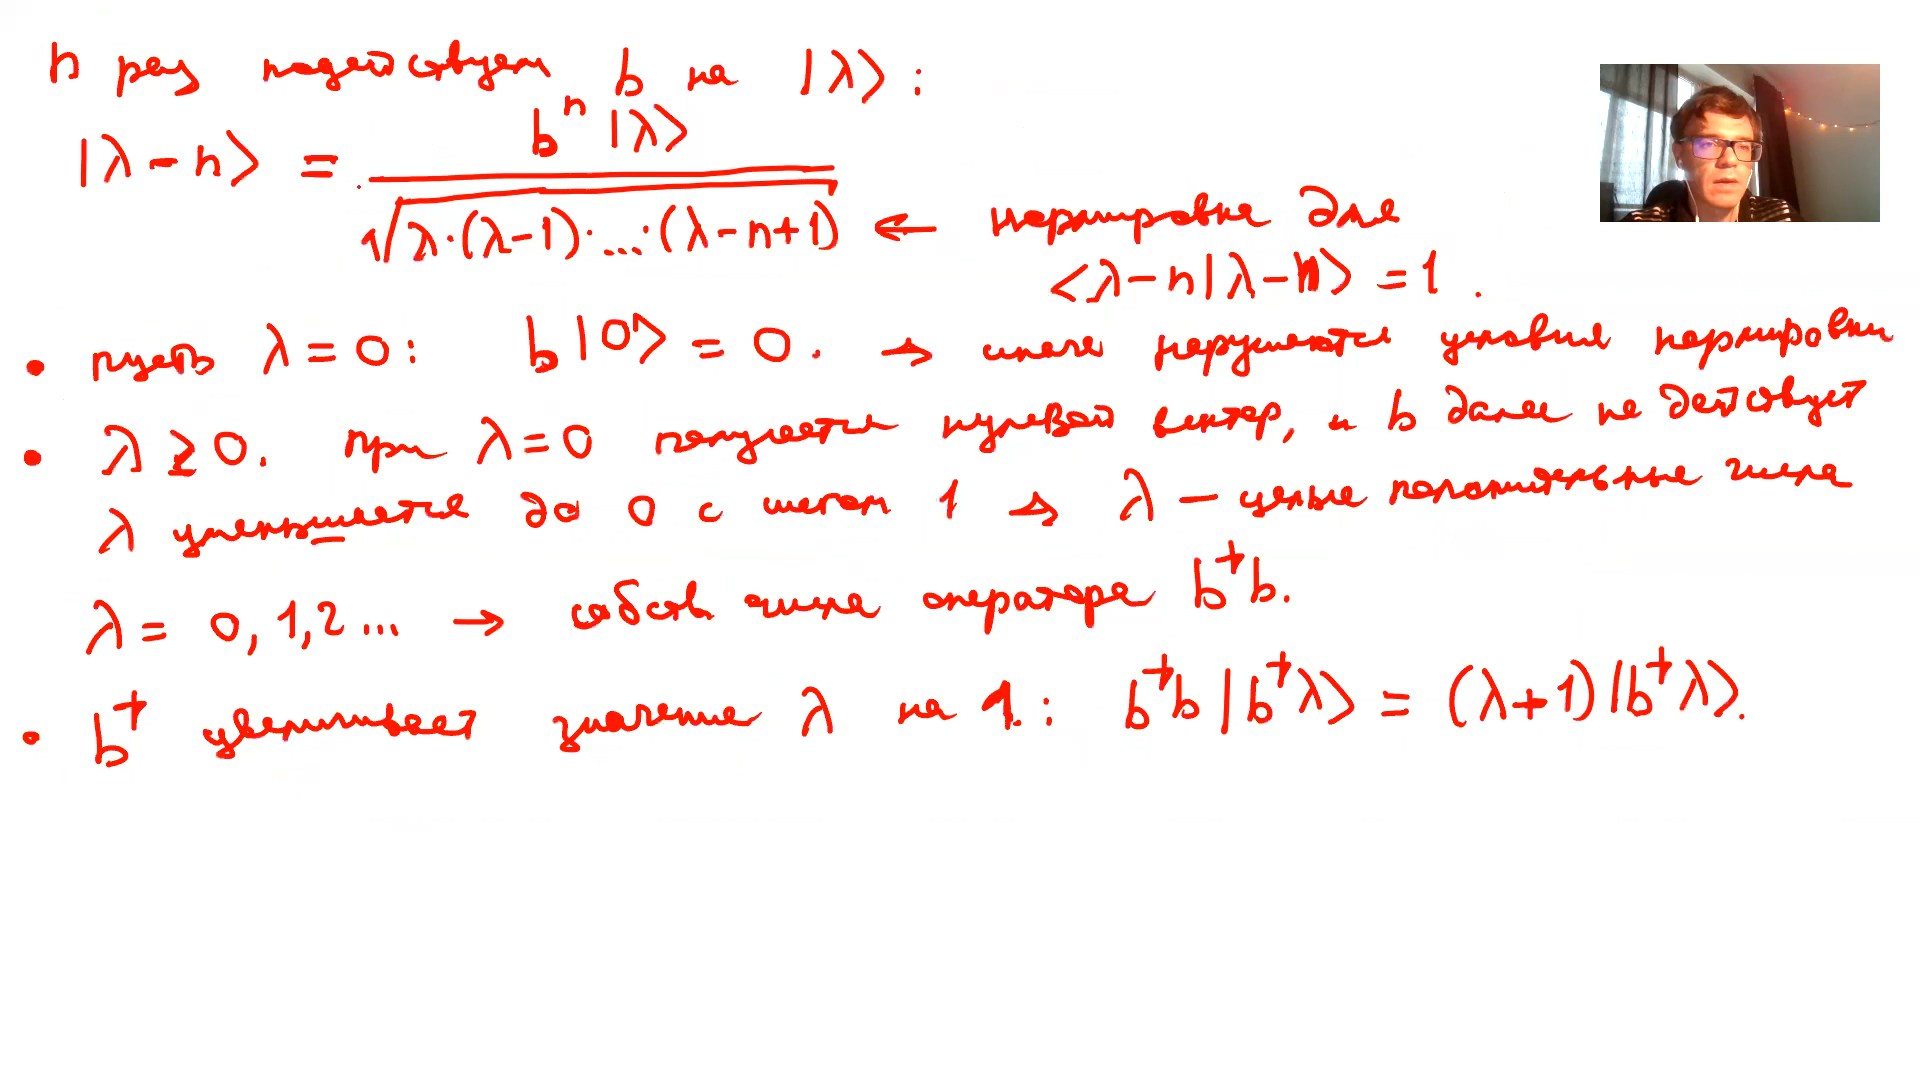 n раз подействуем b на |λ⟩:
|λ-n⟩ = bⁿ|λ⟩ / √(λ·(λ-1)·...·(λ-n+1)) ← нормировка для
⟨λ-n|λ-n⟩ = 1.
• пусть λ=0: b|0⟩ = 0. → иначе нарушаются условия нормировки
• λ ≥ 0. при λ=0 получается нулевой вектор, и b далее не действует
λ уменьшается до 0 с шагом 1 → λ – целые положительные числа
λ = 0, 1, 2 ... → собств числа оператора b⁺b.
• b⁺ увеличивает значение λ на 1: b⁺b|b⁺λ⟩ = (λ+1)|b⁺λ⟩.